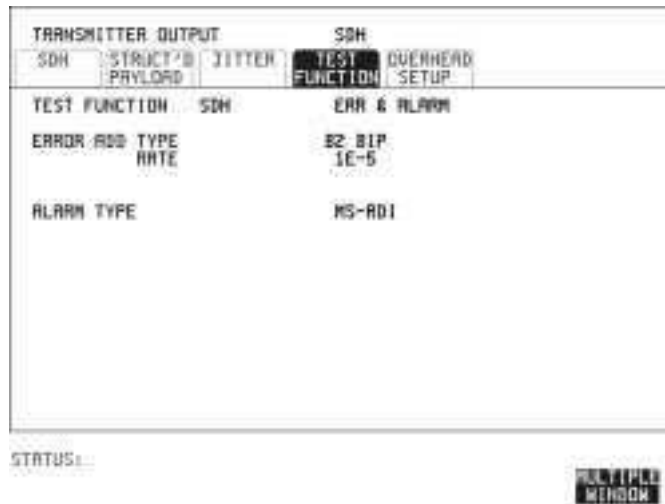 TRANSMITTER OUTPUT SDH
SDH STRUCT'D PAYLOAD JITTER TEST FUNCTION OVERHEAD SETUP
TEST FUNCTION SDH ERR & ALARM
ERROR ADD TYPE B2 BIP
RATE 1E-5
ALARM TYPE MS-RDI
STATUS:
MULTIPLE
WINDOW